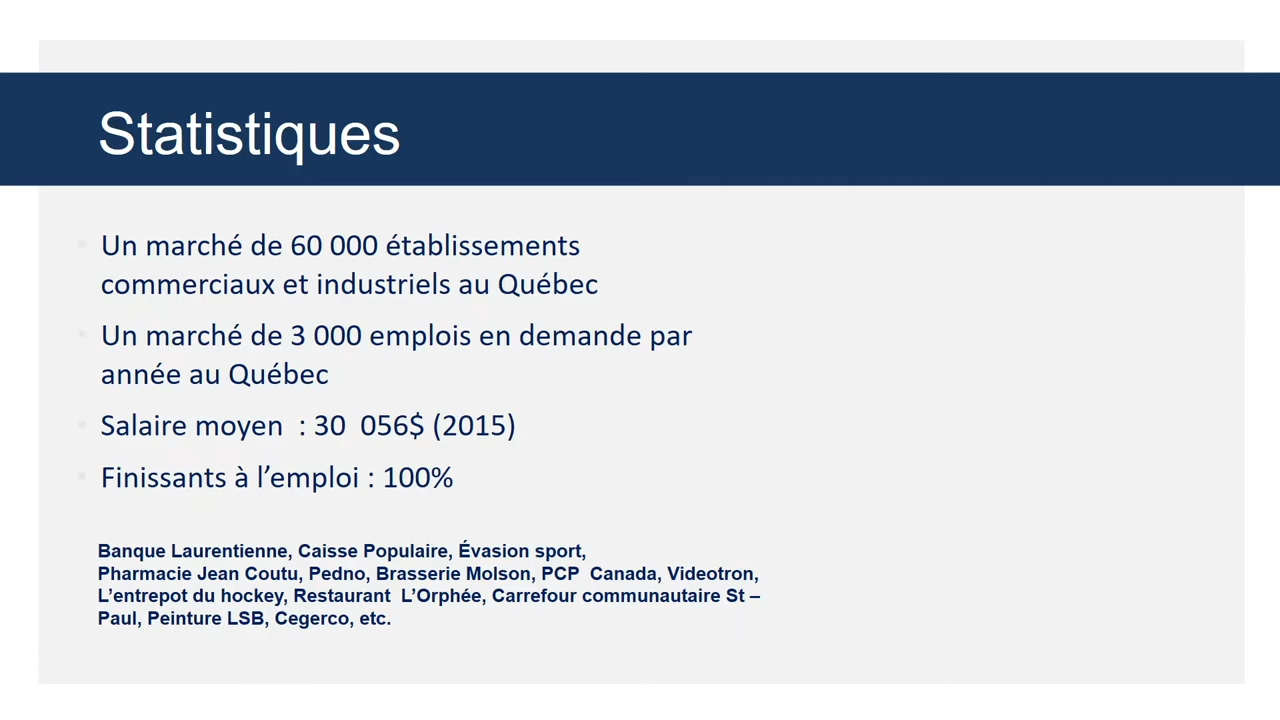 Statistiques
• Un marché de 60 000 établissements
commerciaux et industriels au Québec
• Un marché de 3 000 emplois en demande par
année au Québec
• Salaire moyen  : 30  056$ (2015)
• Finissants à l’emploi : 100%
Banque Laurentienne, Caisse Populaire, Évasion sport,
Pharmacie Jean Coutu, Pedno, Brasserie Molson, PCP  Canada, Videotron,
L’entrepot du hockey, Restaurant  L’Orphée, Carrefour communautaire St –
Paul, Peinture LSB, Cegerco, etc.